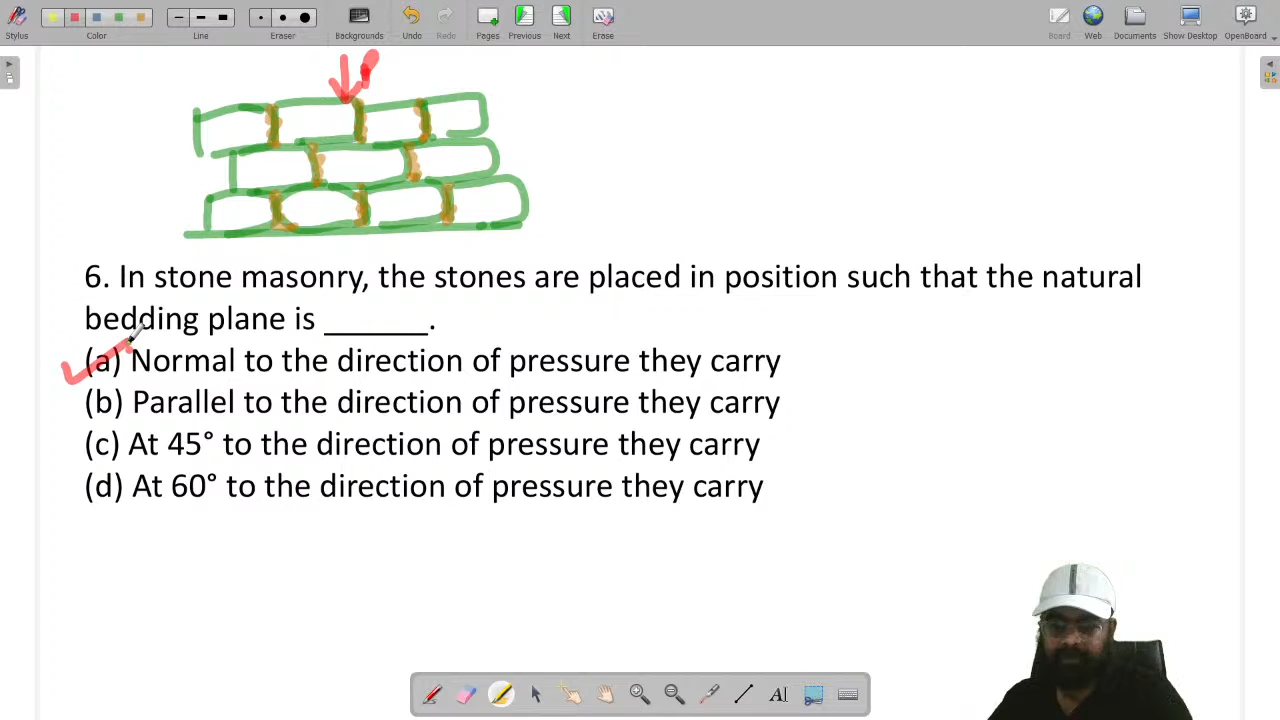 Stylus
Color
Line
Eraser
Backgrounds
Undo
Redo
Pages
Previous
Next
Erase
Board
Web
Documents
Show Desktop
OpenBoard
6. In stone masonry, the stones are placed in position such that the natural
bedding plane is ______.
(a) Normal to the direction of pressure they carry
(b) Parallel to the direction of pressure they carry
(c) At 45° to the direction of pressure they carry
(d) At 60° to the direction of pressure they carry
AI